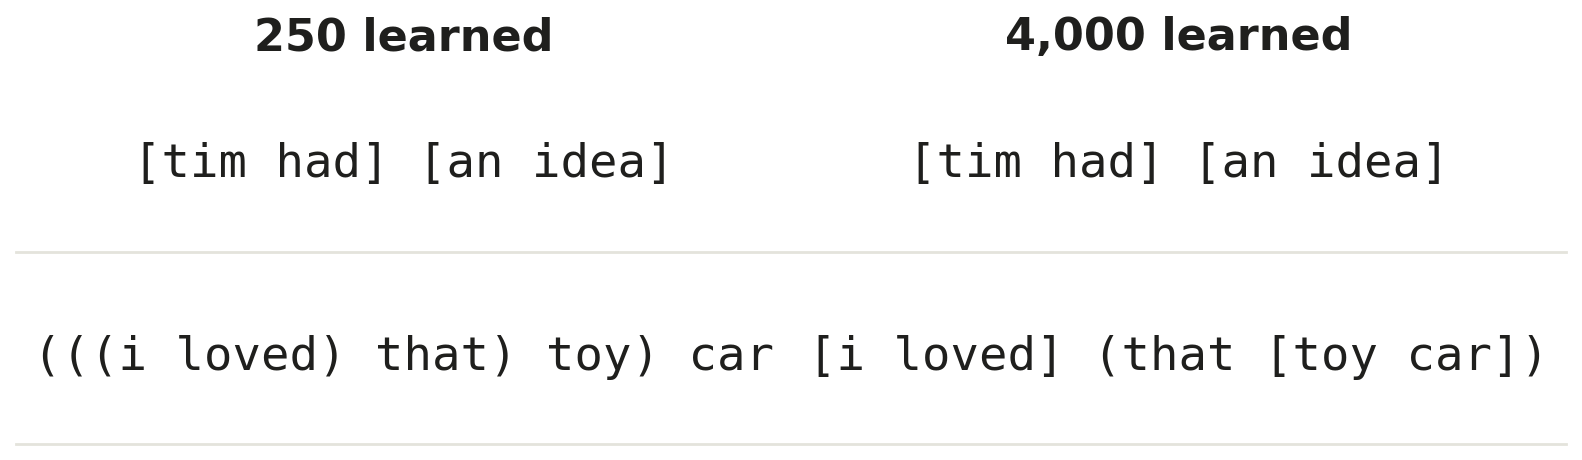 250 learned 4,000 learned
[tim had] [an idea] [tim had] [an idea]
(((i loved) that) toy) car [i loved] (that [toy car])